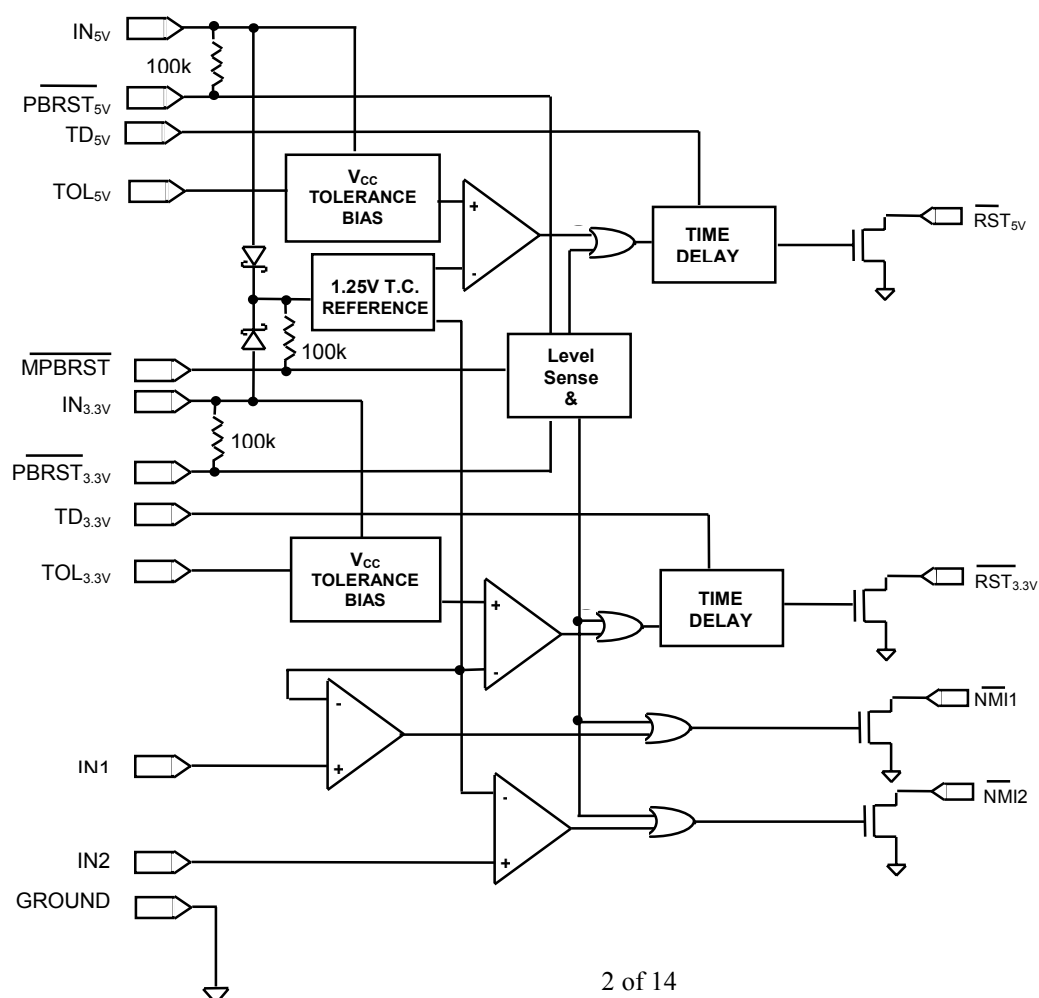 IN5V
100k
PBRST5V
TD5V
TOL5V
VCC
TOLERANCE
BIAS
+
-
TIME
DELAY
RST5V
1.25V T.C.
REFERENCE
100k
MPBRST
Level
Sense
&
IN3.3V
100k
PBRST3.3V
TD3.3V
TOL3.3V
VCC
TOLERANCE
BIAS
+
-
TIME
DELAY
RST3.3V
-
+
NMI1
IN1
-
+
NMI2
IN2
GROUND
2 of 14